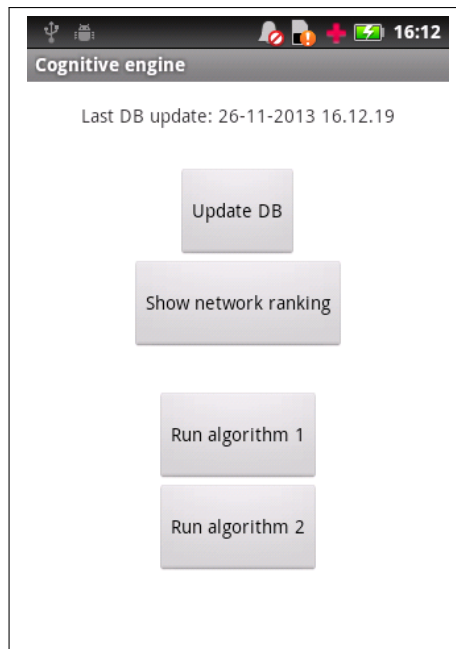 16:12
Cognitive engine
Last DB update: 26-11-2013 16.12.19
Update DB
Show network ranking
Run algorithm 1
Run algorithm 2